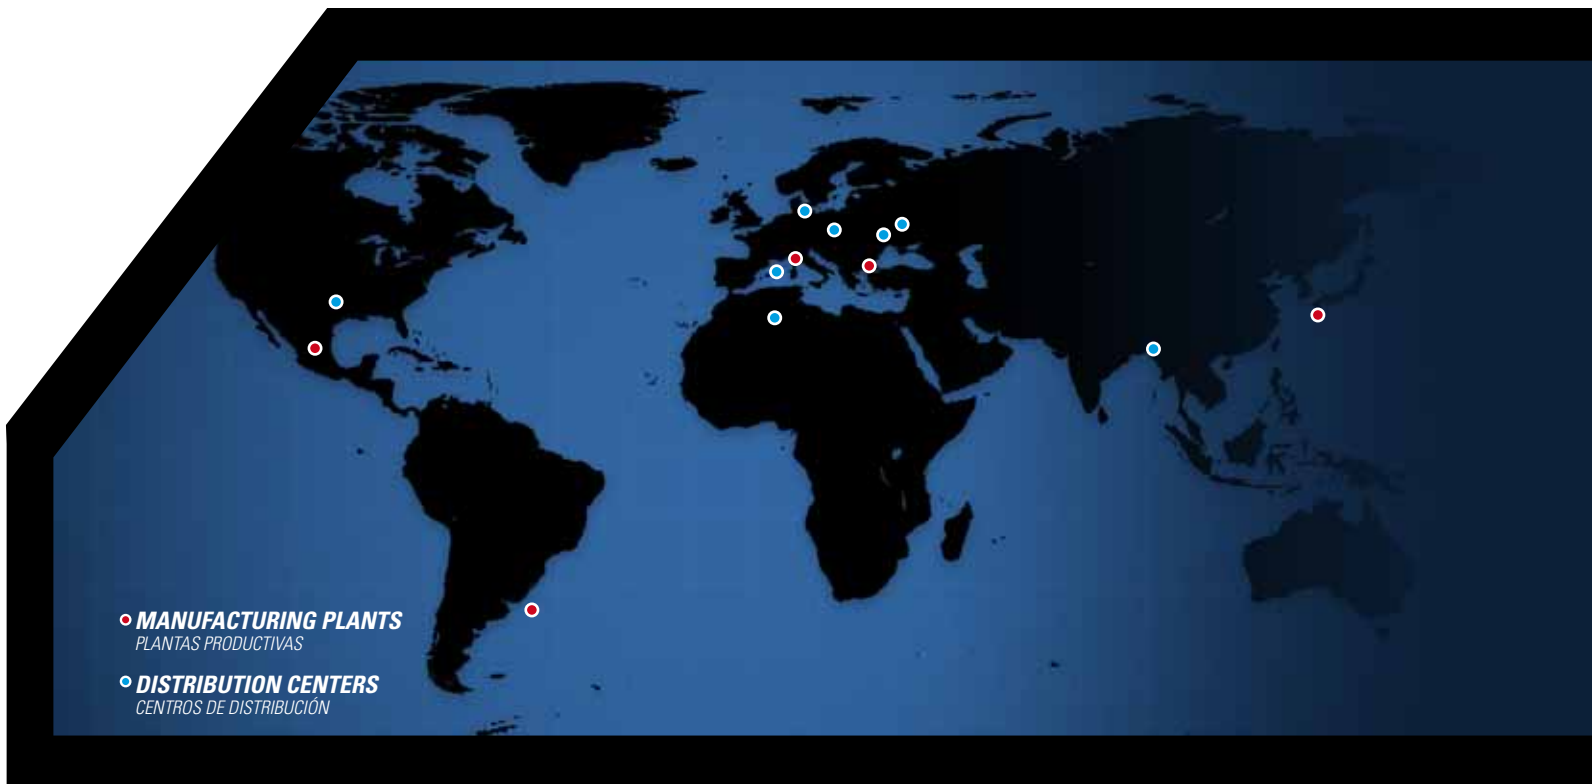 MANUFACTURING PLANTS
PLANTAS PRODUCTIVAS
DISTRIBUTION CENTERS
CENTROS DE DISTRIBUCIÓN